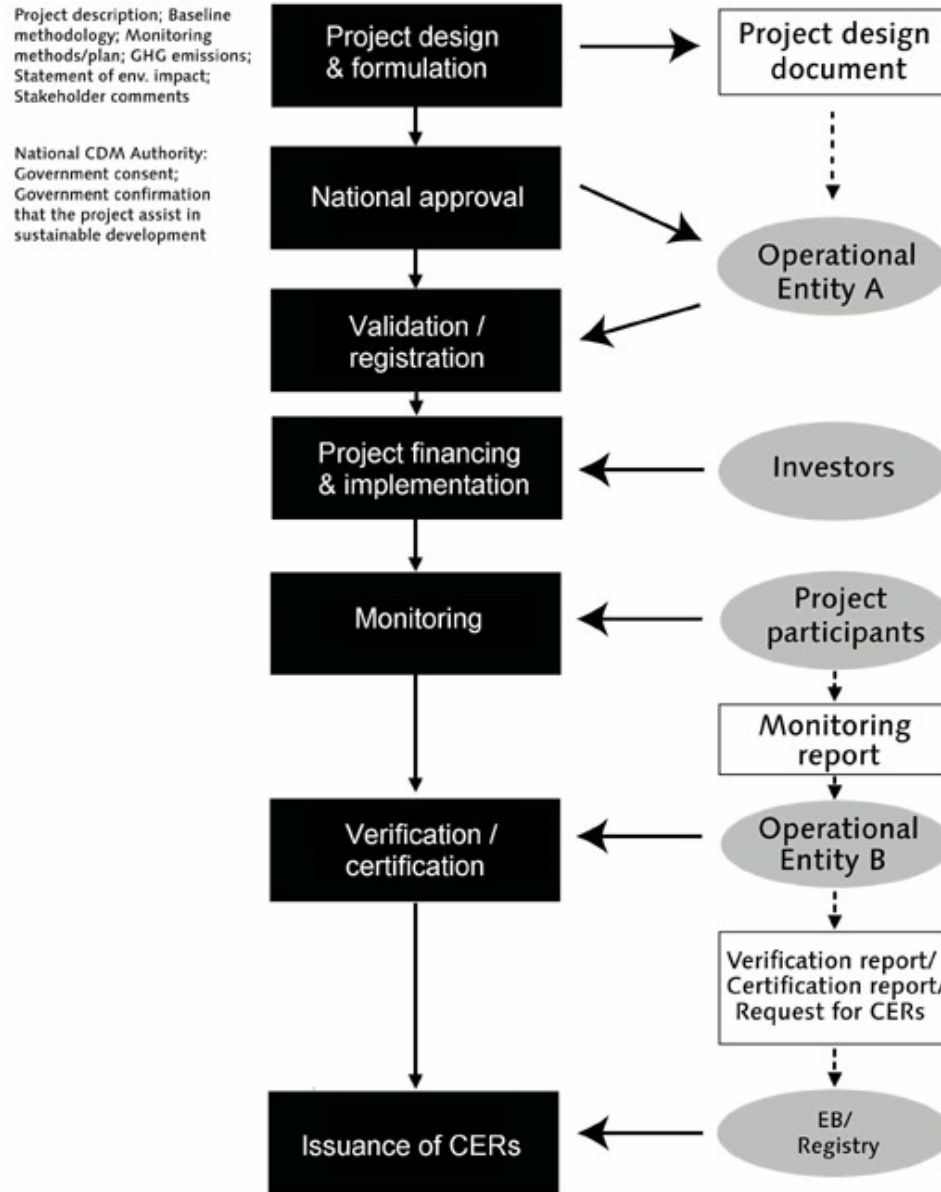 Project description; Baseline
methodology; Monitoring
methods/plan; GHG emissions;
Statement of env. impact;
Stakeholder comments
Project design
& formulation
Project design
document
National CDM Authority:
Government consent;
Government confirmation
that the project assist in
sustainable development
National approval
Operational
Entity A
Validation /
registration
Project financing
& implementation
Investors
Monitoring
Project
participants
Monitoring
report
Verification /
certification
Operational
Entity B
Verification report/
Certification report/
Request for CERs
Issuance of CERs
EB/
Registry